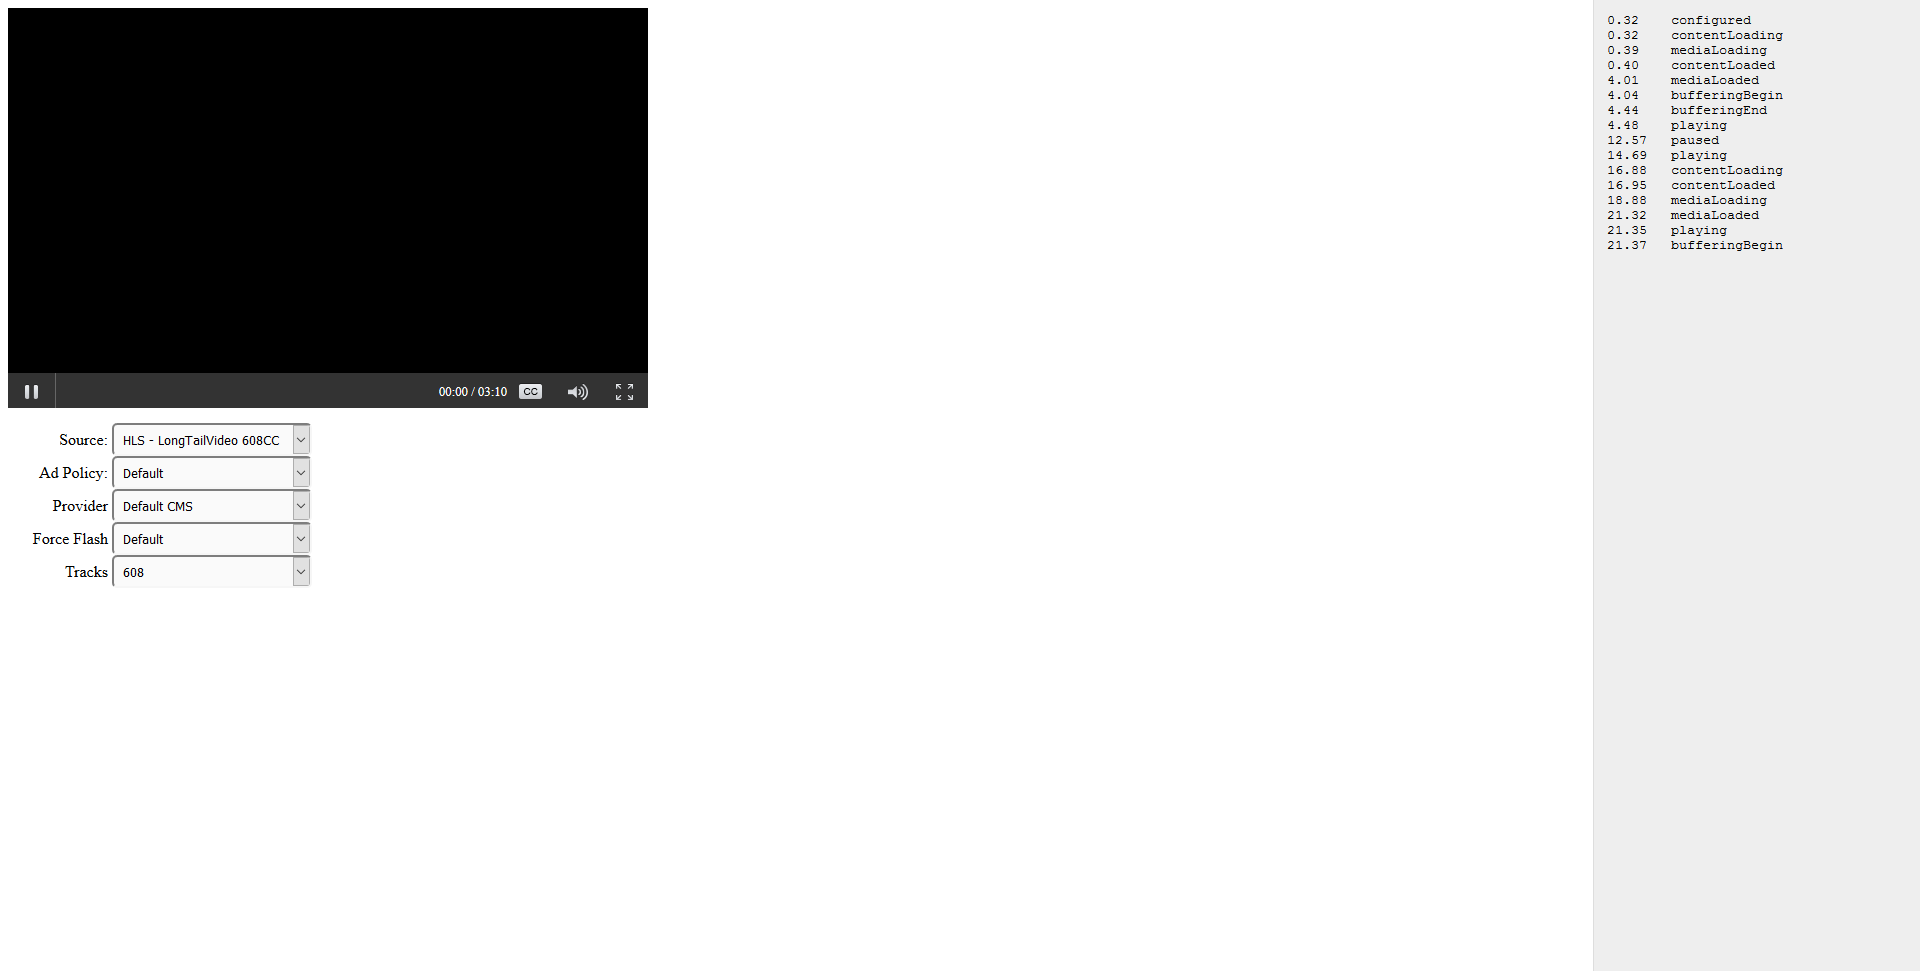 00:00 / 03:10 CC
Source: HLS - LongTailVideo 608CC
Ad Policy: Default
Provider Default CMS
Force Flash Default
Tracks 608
0.32 configured
0.32 contentLoading
0.39 mediaLoading
0.40 contentLoaded
4.01 mediaLoaded
4.04 bufferingBegin
4.44 bufferingEnd
4.48 playing
12.57 paused
14.69 playing
16.88 contentLoading
16.95 contentLoaded
18.88 mediaLoading
21.32 mediaLoaded
21.35 playing
21.37 bufferingBegin